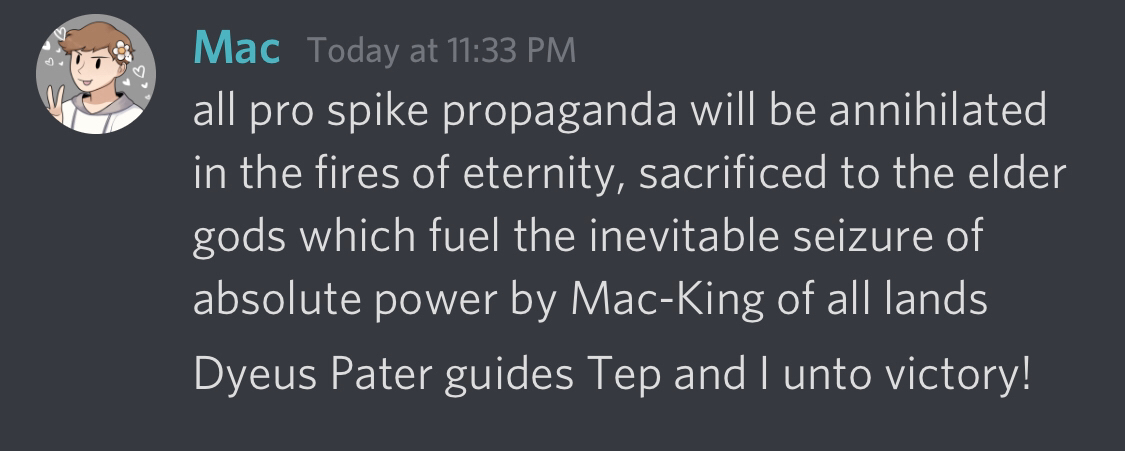 Mac Today at 11:33 PM
all pro spike propaganda will be annihilated
in the fires of eternity, sacrificed to the elder
gods which fuel the inevitable seizure of
absolute power by Mac-King of all lands
Dyeus Pater guides Tep and I unto victory!